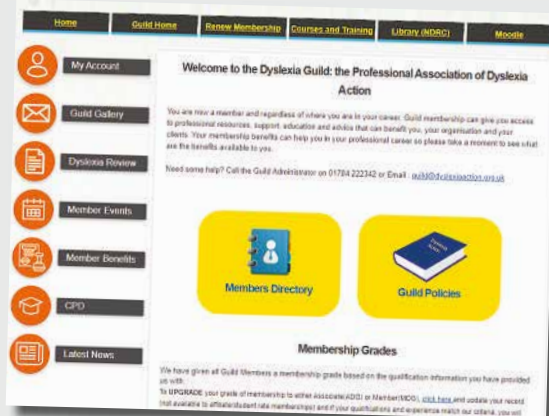 Home Guild Home Renew Membership Courses and Training Library (NDRC) Moodle
My Account
Guild Gallery
Dyslexia Review
Member Events
Member Benefits
CPD
Latest News
Welcome to the Dyslexia Guild: the Professional Association of Dyslexia
Action
You are now a member and regardless of where you are in your career. Guild membership can give you access
to professional resources, support, education and advice that can benefit you, your organisation and your
clients. Your membership benefits can help you in your professional career so please take a moment to see what
are the benefits available to you.
Need some help? Call the Guild Administrator on 01784 222342 or Email : guild@dyslexiaaction.org.uk
Members Directory
Guild Policies
Membership Grades
We have given all Guild Members a membership grade based on the qualification information you have provided
us with.
To UPGRADE your grade of membership to either Associate(ADG) or Member(MDG), click here and update your record
(not available to affiliate/student rate memberships) and if your qualifications and experience match our criteria, you will